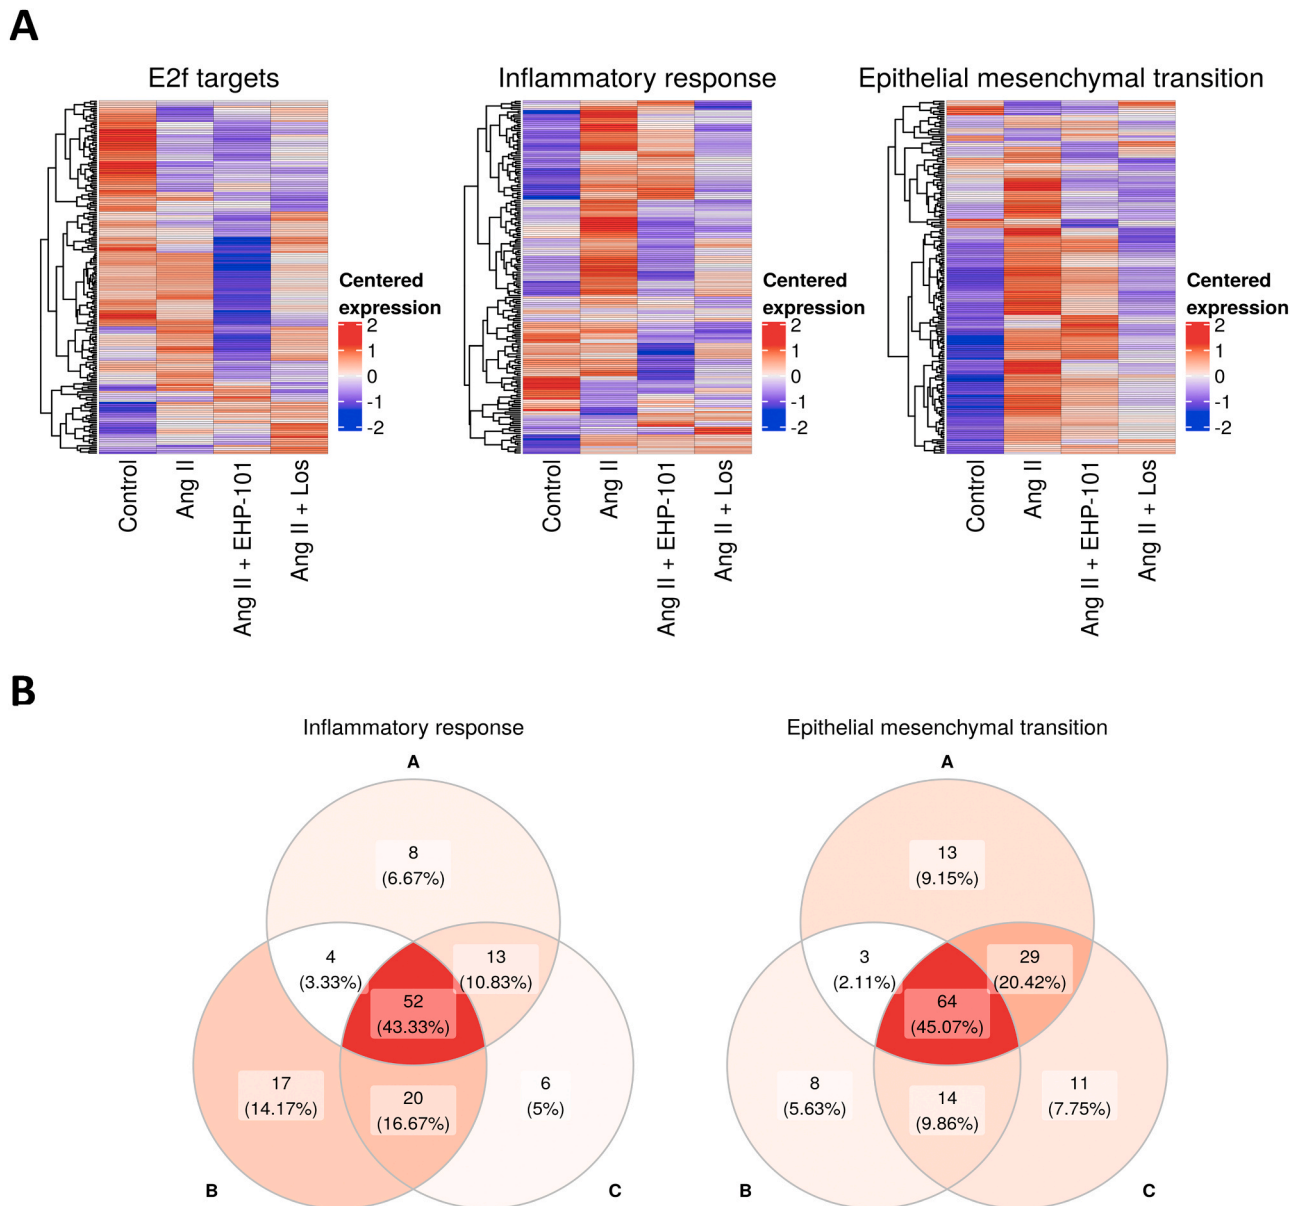 A
E2f targets
Inflammatory response
Epithelial mesenchymal transition
Centered
expression
2
1
0
-1
-2
Centered
expression
2
1
0
-1
-2
Centered
expression
2
1
0
-1
-2
Control
Ang II
Ang II + EHP-101
Ang II + Los
Control
Ang II
Ang II + EHP-101
Ang II + Los
Control
Ang II
Ang II + EHP-101
Ang II + Los
B
Inflammatory response
A
8
(6.67%)
4
(3.33%)
13
(10.83%)
52
(43.33%)
17
(14.17%)
20
(16.67%)
6
(5%)
B
C
Epithelial mesenchymal transition
A
13
(9.15%)
3
(2.11%)
29
(20.42%)
64
(45.07%)
8
(5.63%)
14
(9.86%)
11
(7.75%)
B
C